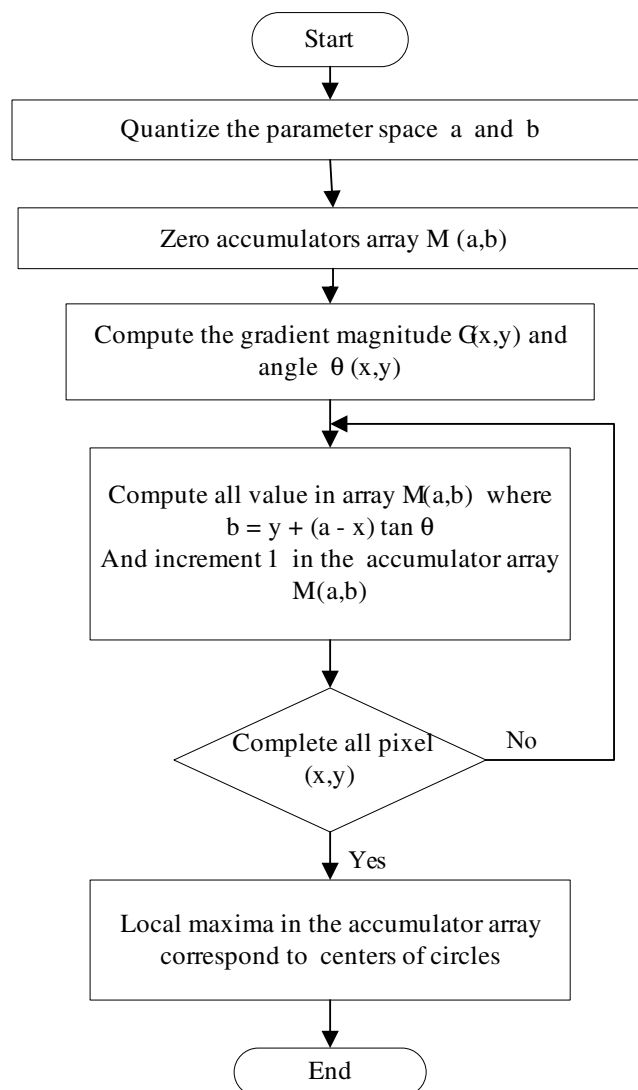 Start
Quantize the parameter space a and b
Zero accumulators array M (a,b)
Compute the gradient magnitude G(x,y) and
angle θ (x,y)
Compute all value in array M(a,b) where
b = y + (a - x) tan θ
And increment 1 in the accumulator array
M(a,b)
Complete all pixel
(x,y)
No
Yes
Local maxima in the accumulator array
correspond to centers of circles
End